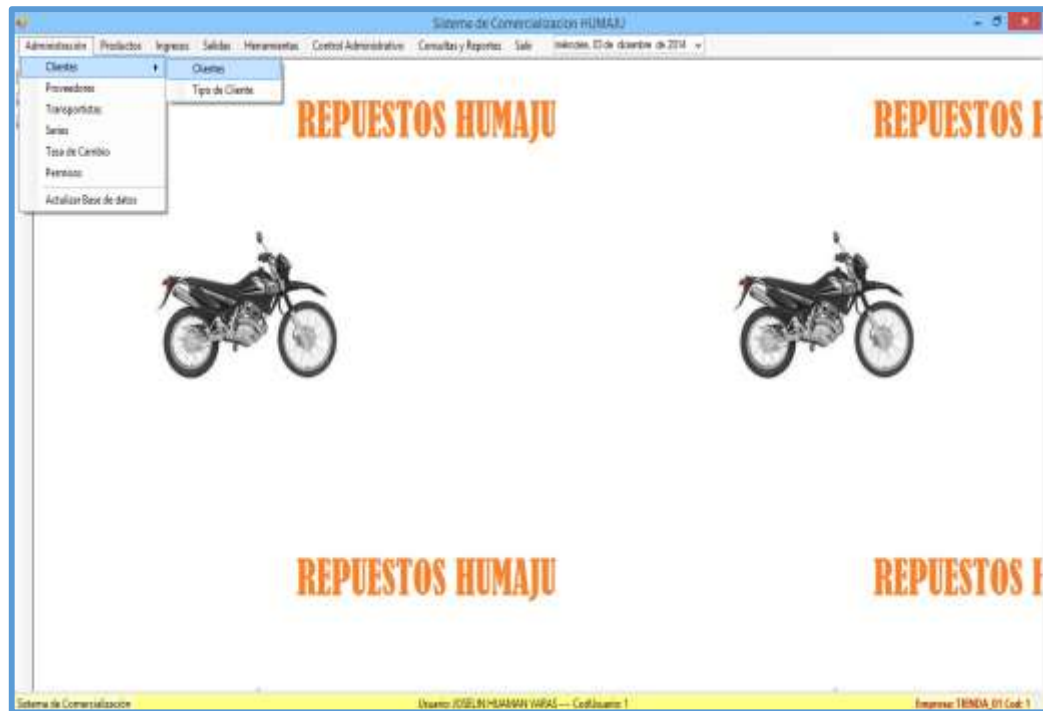 Sistema de Comercializacion HUMAJU
Administración Productos Ingresos Salidas Herramientas Control Administrativo Consultas y Reportes Salir miércoles, 03 de diciembre de 2014
Clientes
Proveedores
Transportistas
Series
Tasa de Cambio
Permisos
Actulizar Base de datos
Clientes
Tipo de Cliente
REPUESTOS HUMAJU
REPUESTOS H
REPUESTOS HUMAJU
REPUESTOS H
Sistema de Comercialización
Usuario: JOSELIN HUAMAN VARAS --- CodUsuario: 1
Empresa: TIENDA_01 Cod: 1